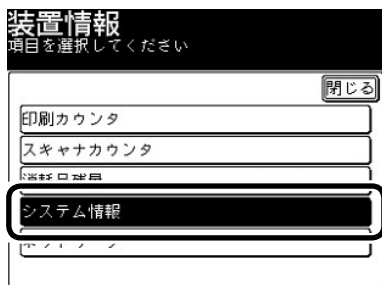 装置情報
項目を選択してください
閉じる
印刷カウンタ
スキャナカウンタ
システム情報